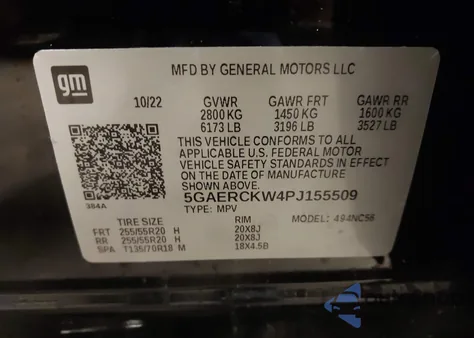 gm
MFD BY GENERAL MOTORS LLC
10/22 GVWR GAWR FRT GAWR RR
2800 KG 1450 KG 1600 KG
6173 LB 3196 LB 3527 LB
THIS VEHICLE CONFORMS TO ALL
APPLICABLE U.S. FEDERAL MOTOR
VEHICLE SAFETY STANDARDS IN EFFECT
ON THE DATE OF MANUFACTURE
SHOWN ABOVE.
384A 5GAERCKW4PJ155509
TYPE: MPV MODEL: 494NC56
TIRE SIZE RIM
FRT 255/55R20 H 20X8J
RR 255/55R20 H 20X8J
SPA T135/70R18 M 18X4.5B